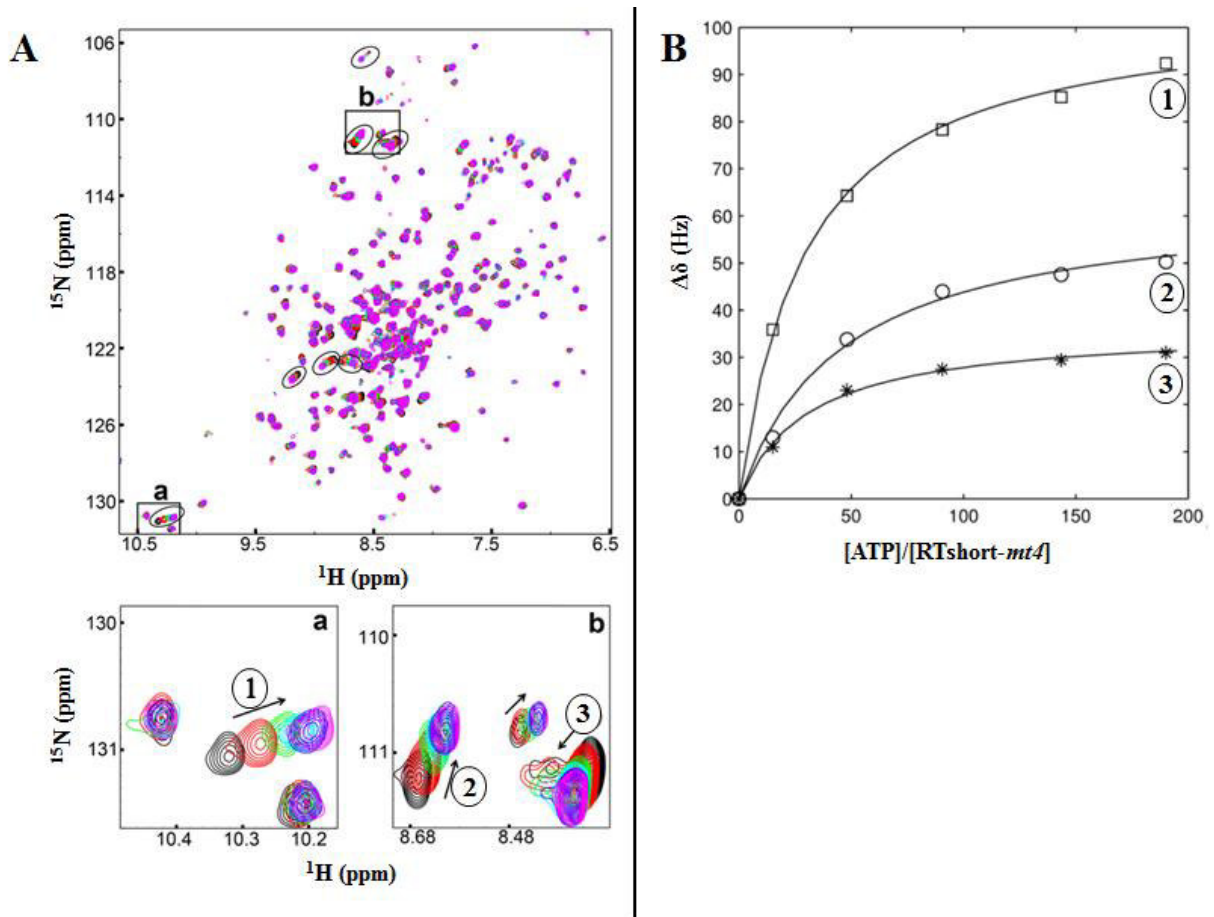 A
106
110
114
118
122
126
130
¹⁵N (ppm)
b
a
10.5 9.5 8.5 7.5 6.5
¹H (ppm)
a
130
131
¹⁵N (ppm)
1
10.4 10.3 10.2
b
110
111
2
3
8.68 8.48
¹H (ppm)
B
100
90
80
70
60
50
40
30
20
10
0
Δδ (Hz)
1
2
3
0 50 100 150 200
[ATP]/[RTshort-mt4]